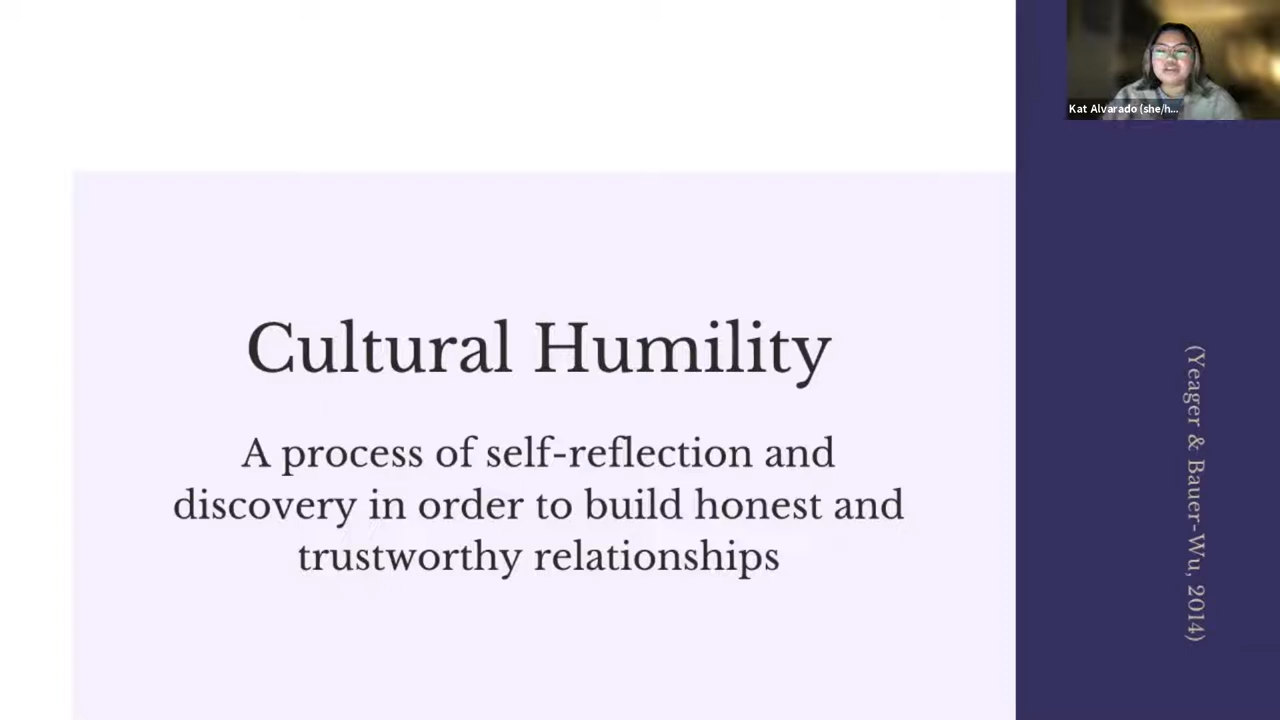 Kat Alvarado (she/h...
Cultural Humility
A process of self-reflection and
discovery in order to build honest and
trustworthy relationships
(Yeager & Bauer-Wu, 2014)